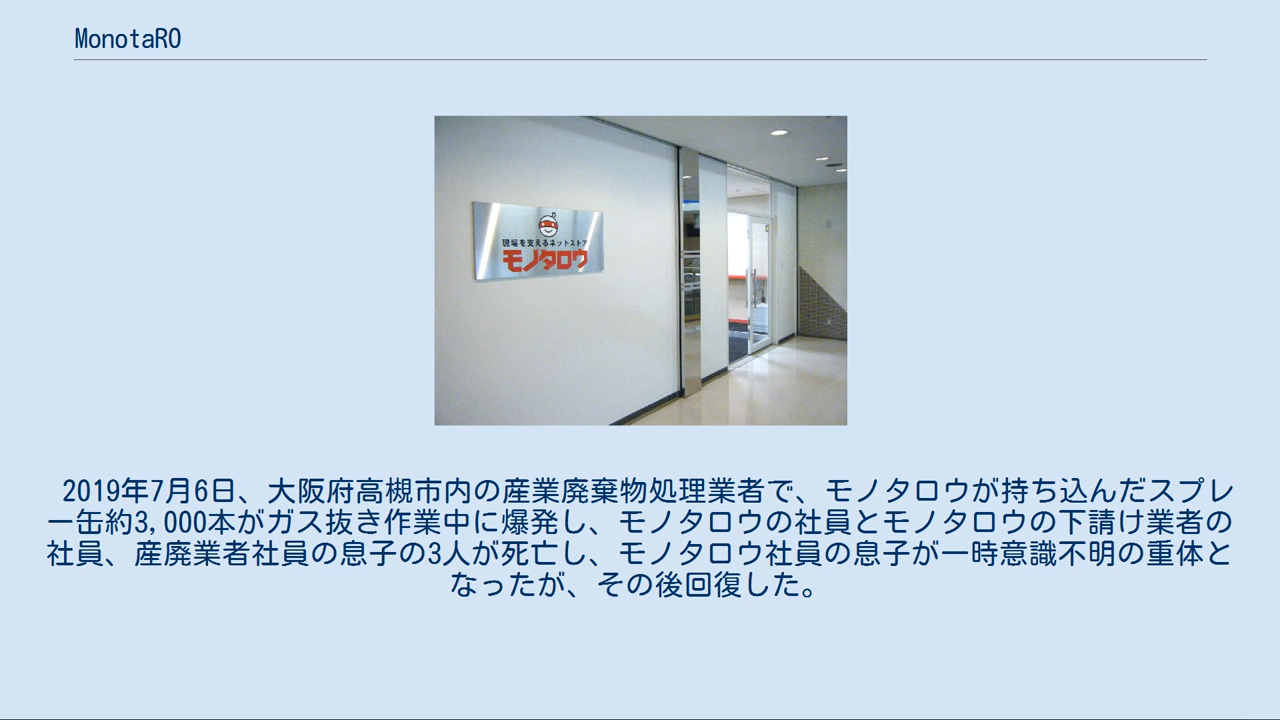 MonotaRO
現場を支えるネットストア
モノタロウ
2019年7月6日、大阪府高槻市内の産業廃棄物処理業者で、モノタロウが持ち込んだスプレ
ー缶約3,000本がガス抜き作業中に爆発し、モノタロウの社員とモノタロウの下請け業者の
社員、産廃業者社員の息子の3人が死亡し、モノタロウ社員の息子が一時意識不明の重体と
なったが、その後回復した。